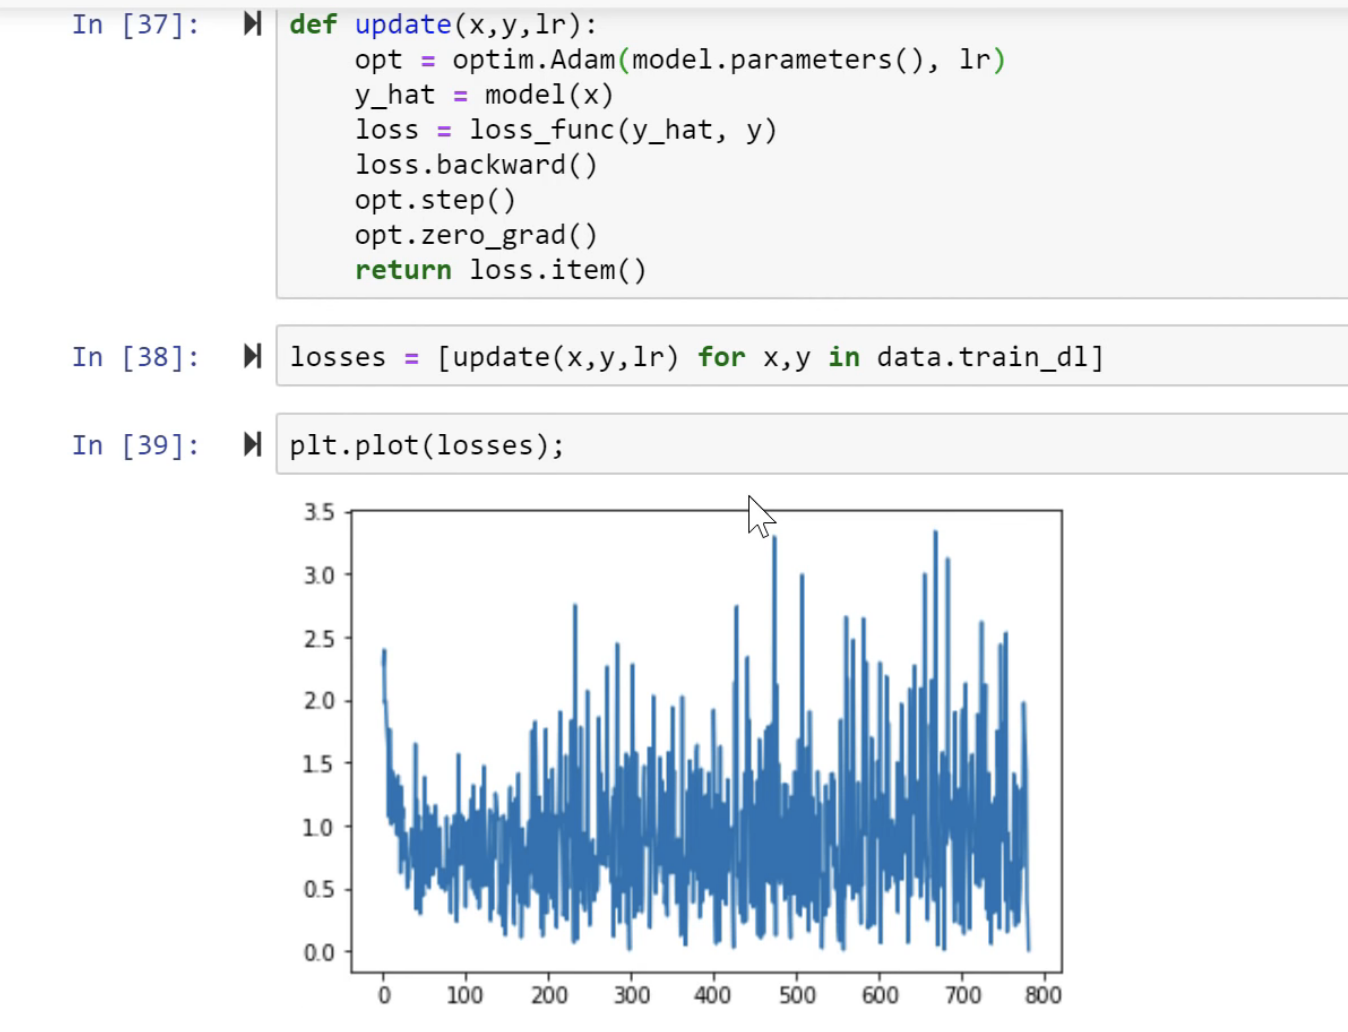 In [37]:
def update(x,y,lr):
    opt = optim.Adam(model.parameters(), lr)
    y_hat = model(x)
    loss = loss_func(y_hat, y)
    loss.backward()
    opt.step()
    opt.zero_grad()
    return loss.item()
In [38]:
losses = [update(x,y,lr) for x,y in data.train_dl]
In [39]:
plt.plot(losses);
3.5
3.0
2.5
2.0
1.5
1.0
0.5
0.0
0 100 200 300 400 500 600 700 800